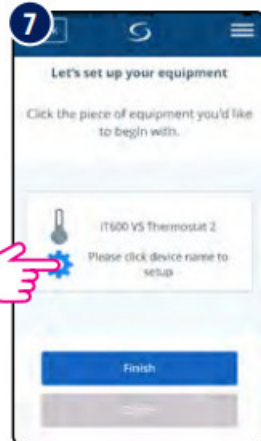 7
Let's set up your equipment
Click the piece of equipment you'd like
to begin with.
iT600 VS Thermostat 2
Please click device name to
setup
Finish